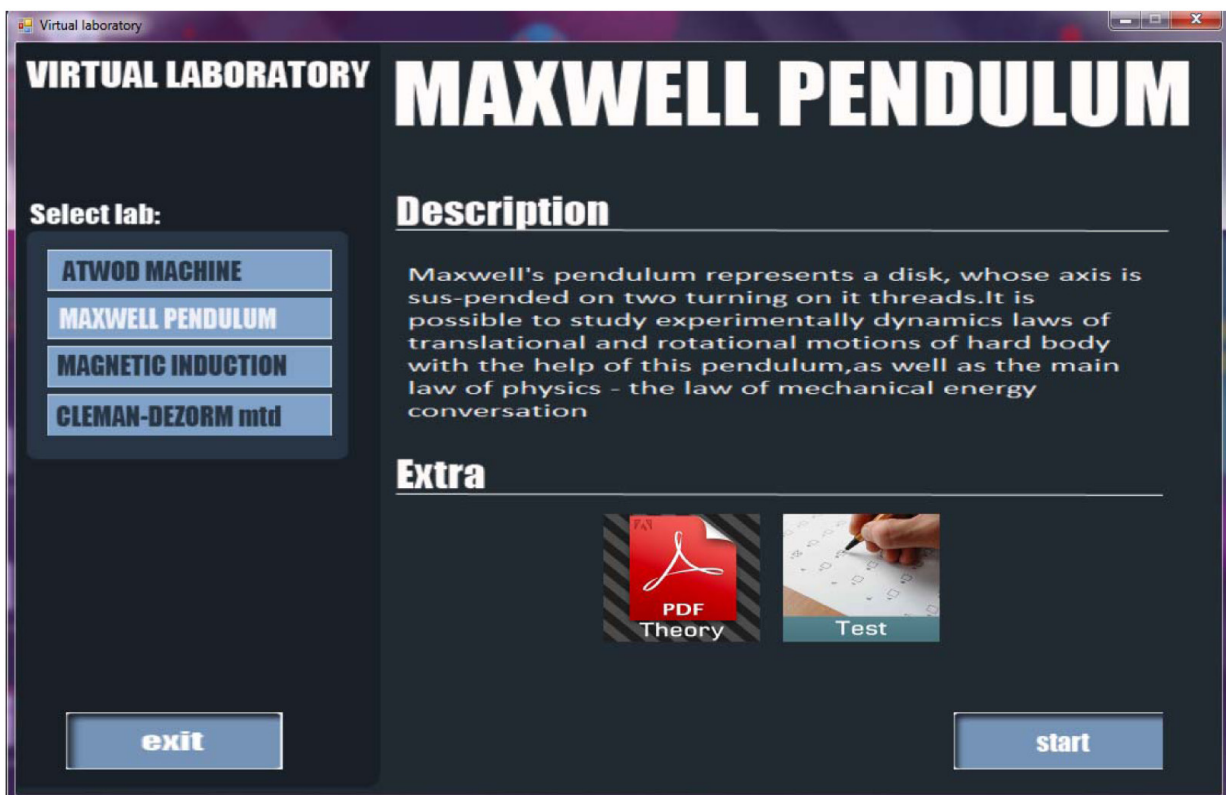 Virtual laboratory
VIRTUAL LABORATORY
MAXWELL PENDULUM
Select lab:
ATWOD MACHINE
MAXWELL PENDULUM
MAGNETIC INDUCTION
CLEMAN-DEZORM mtd
exit
Description
Maxwell's pendulum represents a disk, whose axis is
sus-pended on two turning on it threads.It is
possible to study experimentally dynamics laws of
translational and rotational motions of hard body
with the help of this pendulum,as well as the main
law of physics - the law of mechanical energy
conversation
Extra
PDF
Theory
Test
start